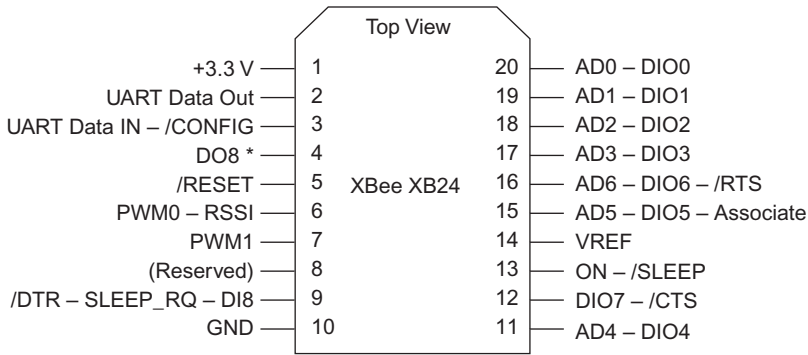 Top View
+3.3 V 1 20 AD0 – DIO0
UART Data Out 2 19 AD1 – DIO1
UART Data IN – /CONFIG 3 18 AD2 – DIO2
DO8 * 4 17 AD3 – DIO3
/RESET 5 XBee XB24 16 AD6 – DIO6 – /RTS
PWM0 – RSSI 6 15 AD5 – DIO5 – Associate
PWM1 7 14 VREF
(Reserved) 8 13 ON – /SLEEP
/DTR – SLEEP_RQ – DI8 9 12 DIO7 – /CTS
GND 10 11 AD4 – DIO4